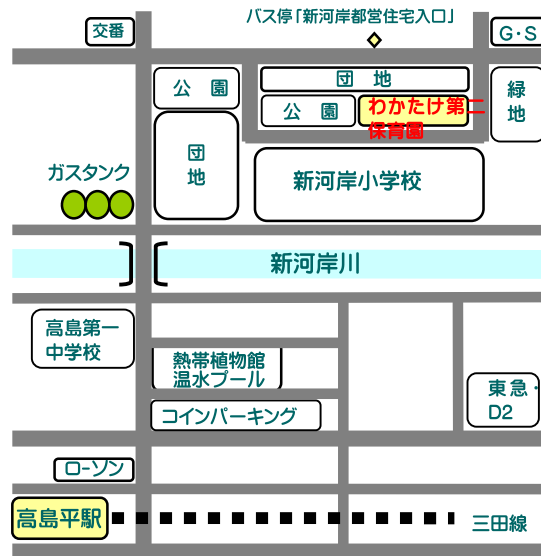 バス停「新河岸都営住宅入口」
交番
G・S
団 地
公 園
緑
地
公 園
わかたけ第二
保育園
団
地
ガスタンク
新河岸小学校
新河岸川
高島第一
中学校
熱帯植物館
温水プール
東急・
D2
コインパーキング
ローソン
高島平駅
三田線